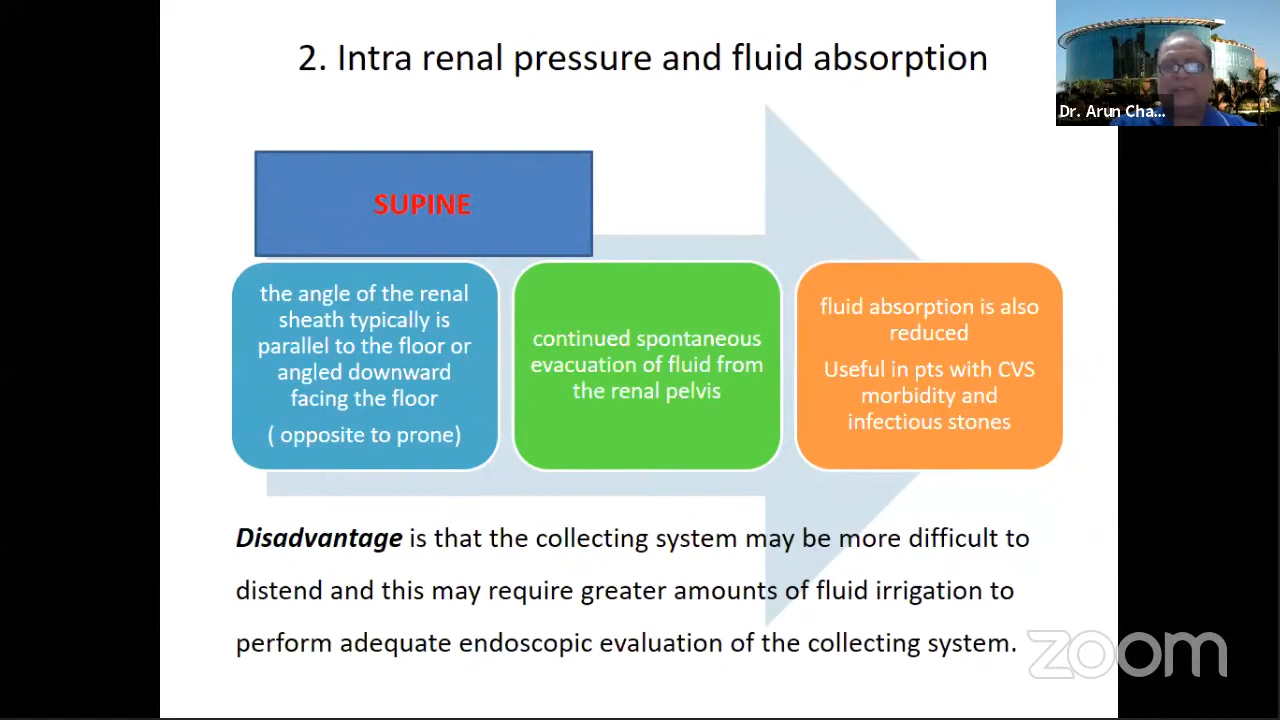 2. Intra renal pressure and fluid absorption
Dr. Arun Cha...
SUPINE
the angle of the renal
sheath typically is
parallel to the floor or
angled downward
facing the floor
( opposite to prone)
continued spontaneous
evacuation of fluid from
the renal pelvis
fluid absorption is also
reduced
Useful in pts with CVS
morbidity and
infectious stones
Disadvantage is that the collecting system may be more difficult to
distend and this may require greater amounts of fluid irrigation to
perform adequate endoscopic evaluation of the collecting system.
zoom